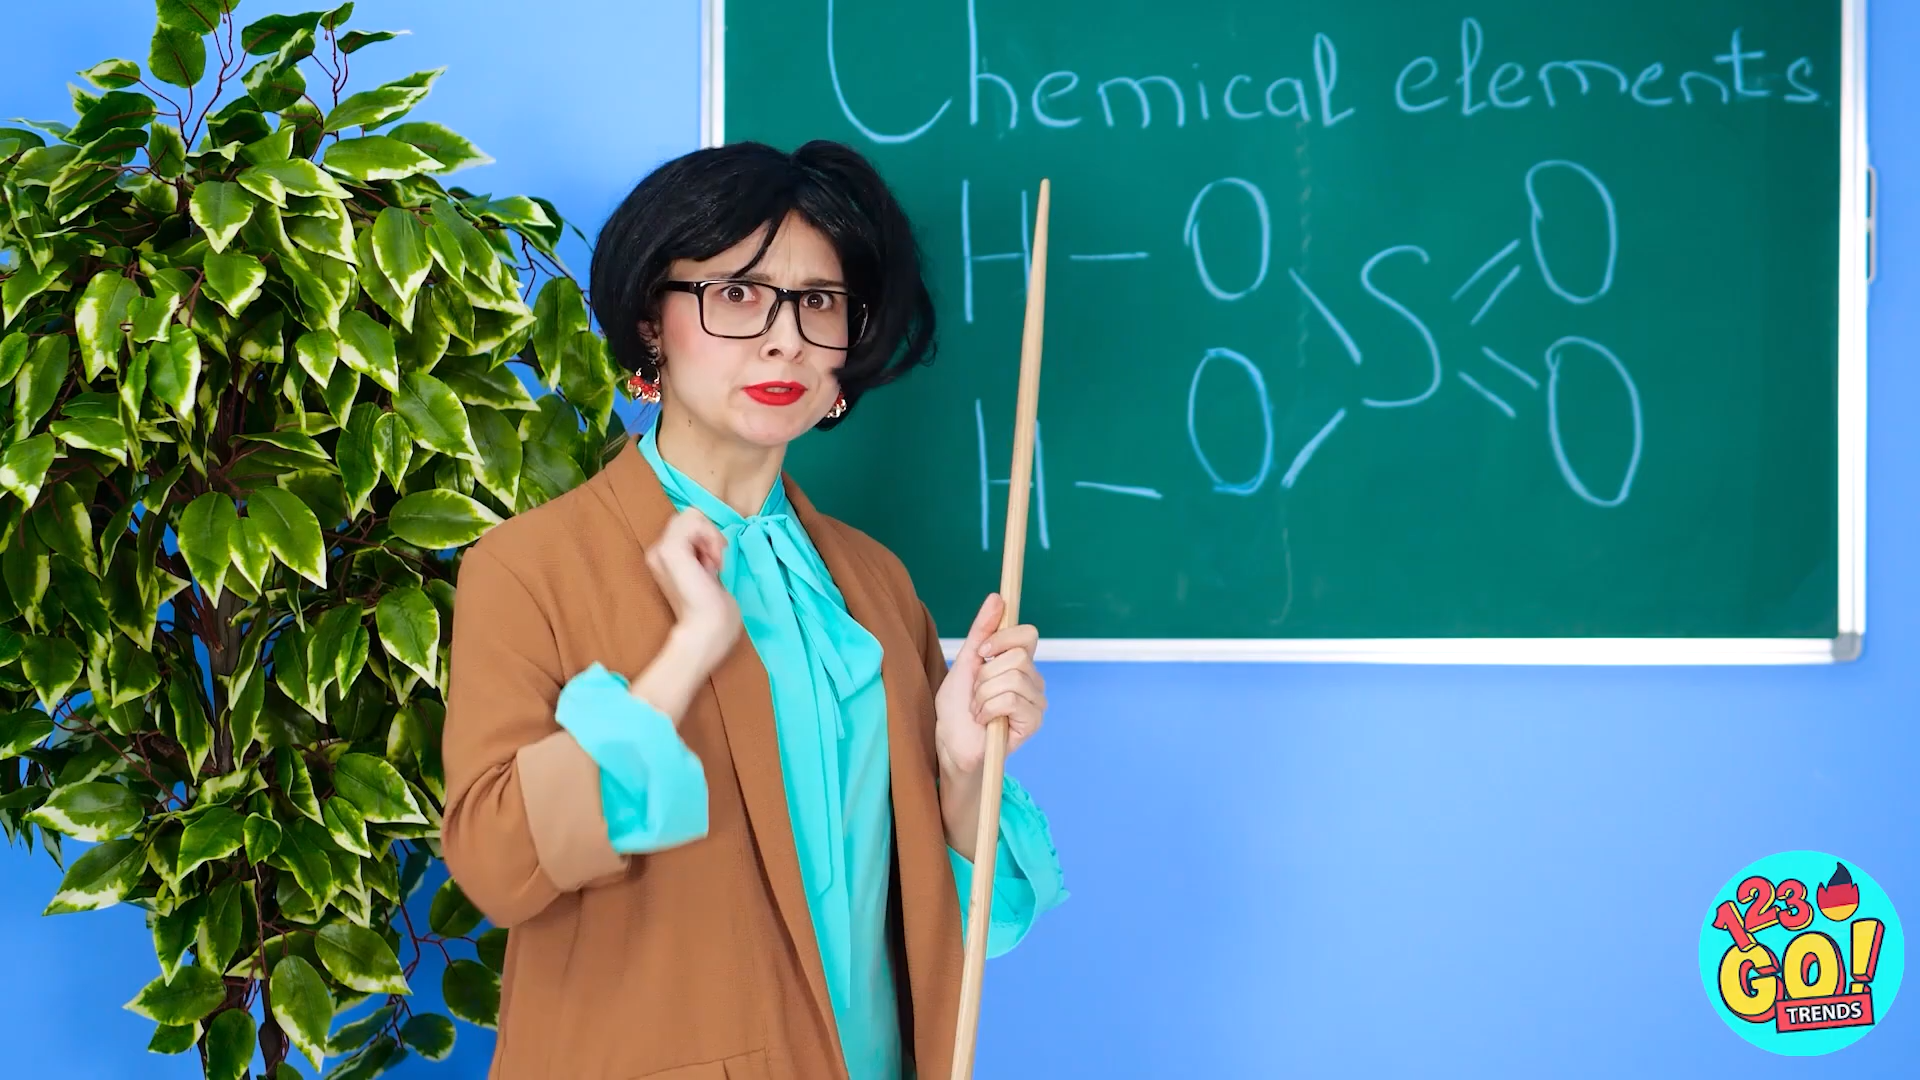 Chemical elements
H — O S = O
H — O = O
123
GO!
TRENDS